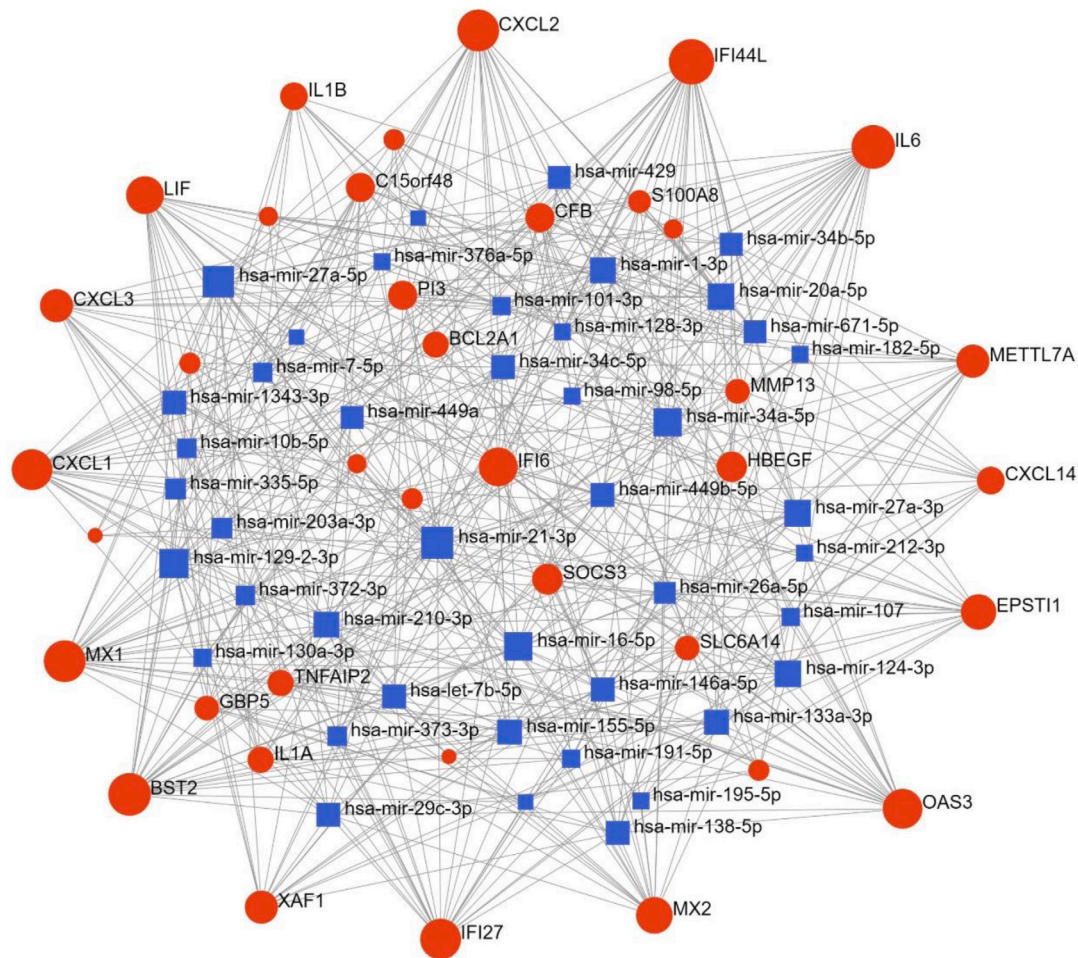 CXCL2
IFI44L
IL1B
IL6
hsa-mir-429
C15orf48
LIF
S100A8
CFB
hsa-mir-34b-5p
hsa-mir-376a-5p
hsa-mir-1-3p
hsa-mir-27a-5p
PI3
hsa-mir-20a-5p
CXCL3
hsa-mir-101-3p
hsa-mir-128-3p
hsa-mir-671-5p
BCL2A1
hsa-mir-182-5p
METTL7A
hsa-mir-7-5p
hsa-mir-34c-5p
MMP13
hsa-mir-98-5p
hsa-mir-1343-3p
hsa-mir-449a
hsa-mir-34a-5p
hsa-mir-10b-5p
CXCL1
IFI6
HBEGF
CXCL14
hsa-mir-335-5p
hsa-mir-449b-5p
hsa-mir-27a-3p
hsa-mir-203a-3p
hsa-mir-21-3p
hsa-mir-212-3p
hsa-mir-129-2-3p
SOCS3
hsa-mir-372-3p
hsa-mir-26a-5p
EPSTI1
hsa-mir-107
hsa-mir-210-3p
hsa-mir-16-5p
SLC6A14
MX1
hsa-mir-130a-3p
TNFAIP2
hsa-mir-124-3p
hsa-let-7b-5p
hsa-mir-146a-5p
GBP5
hsa-mir-133a-3p
hsa-mir-373-3p
hsa-mir-155-5p
IL1A
hsa-mir-191-5p
BST2
hsa-mir-195-5p
OAS3
hsa-mir-29c-3p
hsa-mir-138-5p
XAF1
MX2
IFI27